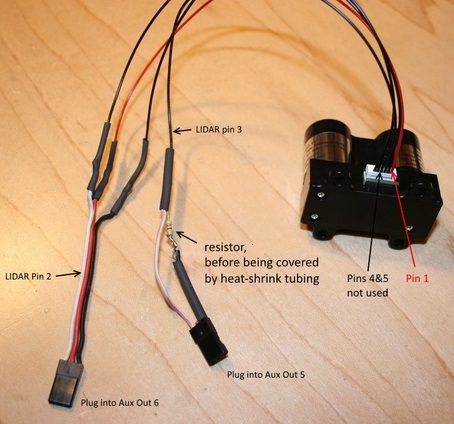 LIDAR pin 3
resistor,
before being covered
by heat-shrink tubing
LIDAR Pin 2
Pins 4&5
not used
Pin 1
Plug into Aux Out 5
Plug into Aux Out 6